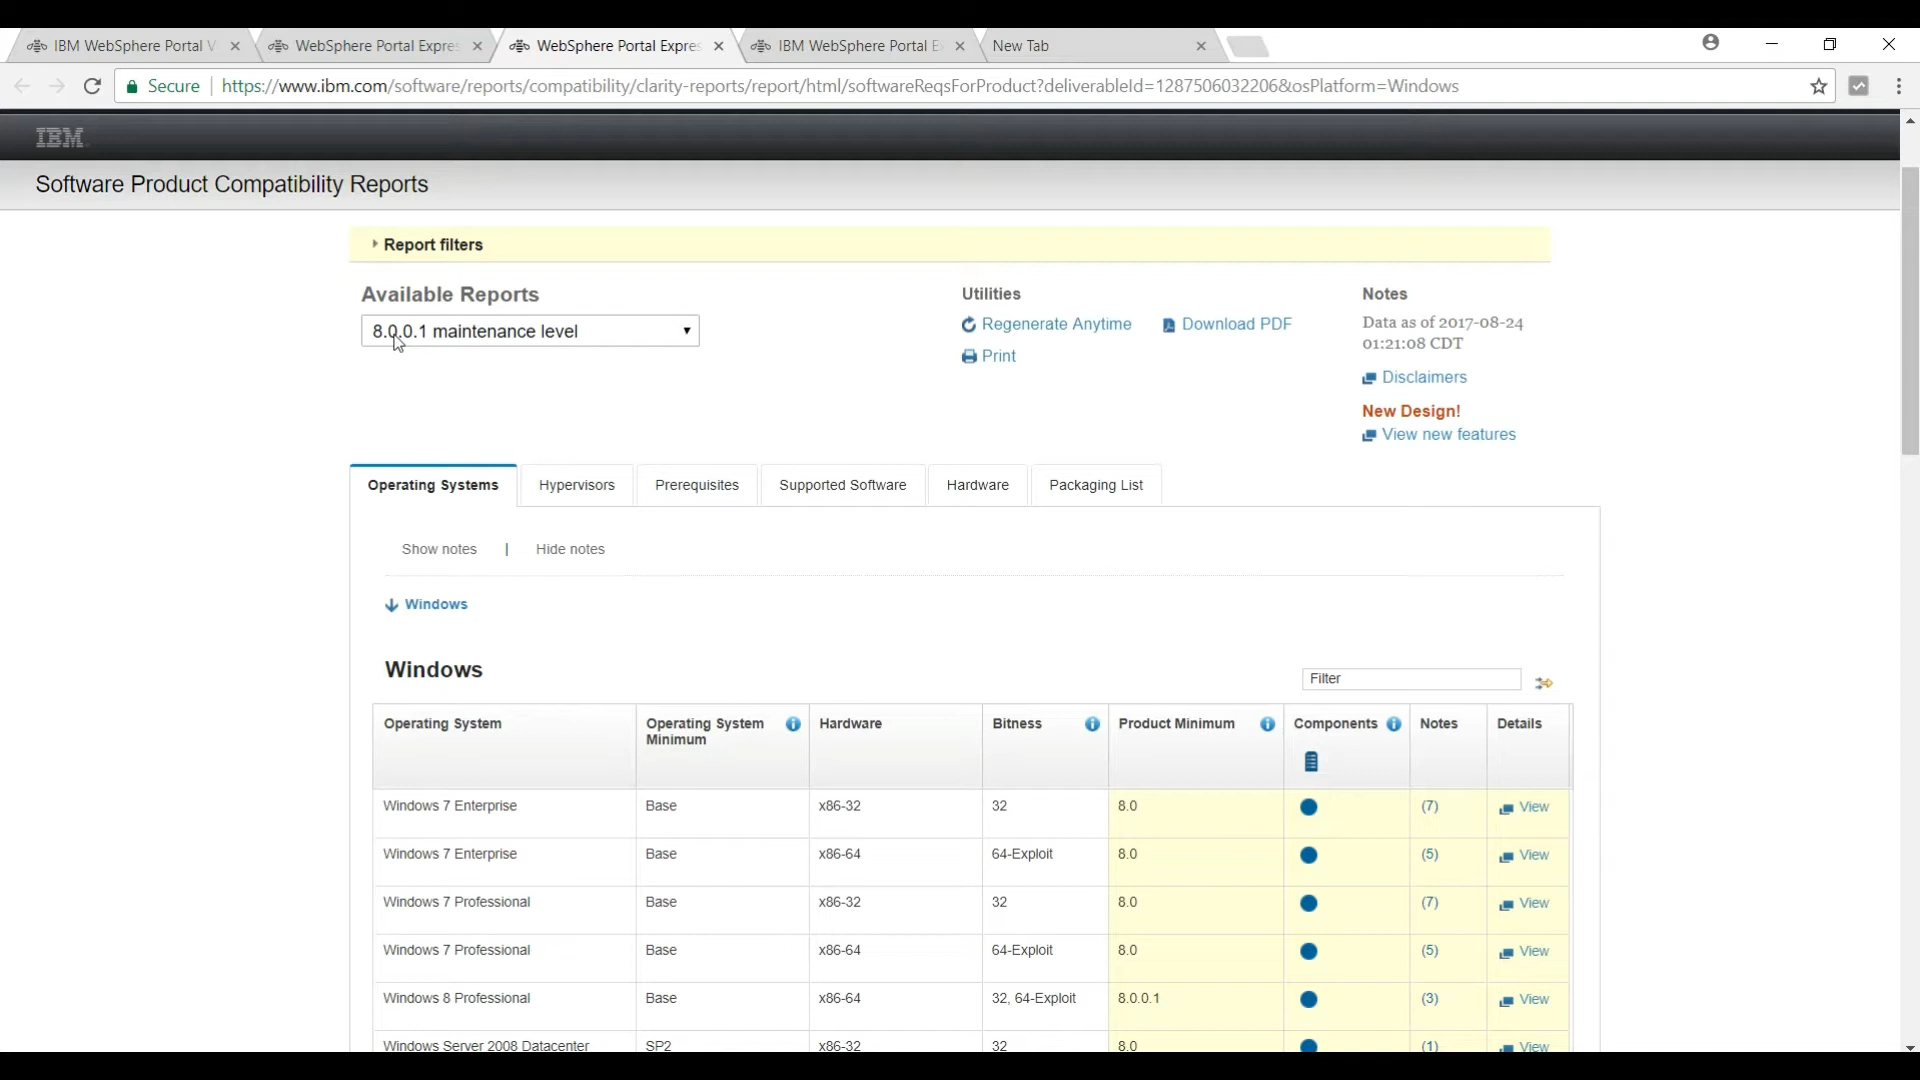 IBM WebSphere Portal V
WebSphere Portal Expres
WebSphere Portal Expres
IBM WebSphere Portal E
New Tab
Secure
https://www.ibm.com/software/reports/compatibility/clarity-reports/report/html/softwareReqsForProduct?deliverableId=1287506032206&osPlatform=Windows
IBM
Software Product Compatibility Reports
Report filters
Available Reports
8.0.0.1 maintenance level
Utilities
Regenerate Anytime
Download PDF
Print
Notes
Data as of 2017-08-24
01:21:08 CDT
Disclaimers
New Design!
View new features
Operating Systems
Hypervisors
Prerequisites
Supported Software
Hardware
Packaging List
Show notes | Hide notes
Windows
Windows
Filter
Operating System
Operating System
Minimum
Hardware
Bitness
Product Minimum
Components
Notes
Details
Windows 7 Enterprise Base x86-32 32 8.0 (7) View
Windows 7 Enterprise Base x86-64 64-Exploit 8.0 (5) View
Windows 7 Professional Base x86-32 32 8.0 (7) View
Windows 7 Professional Base x86-64 64-Exploit 8.0 (5) View
Windows 8 Professional Base x86-64 32, 64-Exploit 8.0.0.1 (3) View
Windows Server 2008 Datacenter SP2 x86-32 32 8.0 (1) View